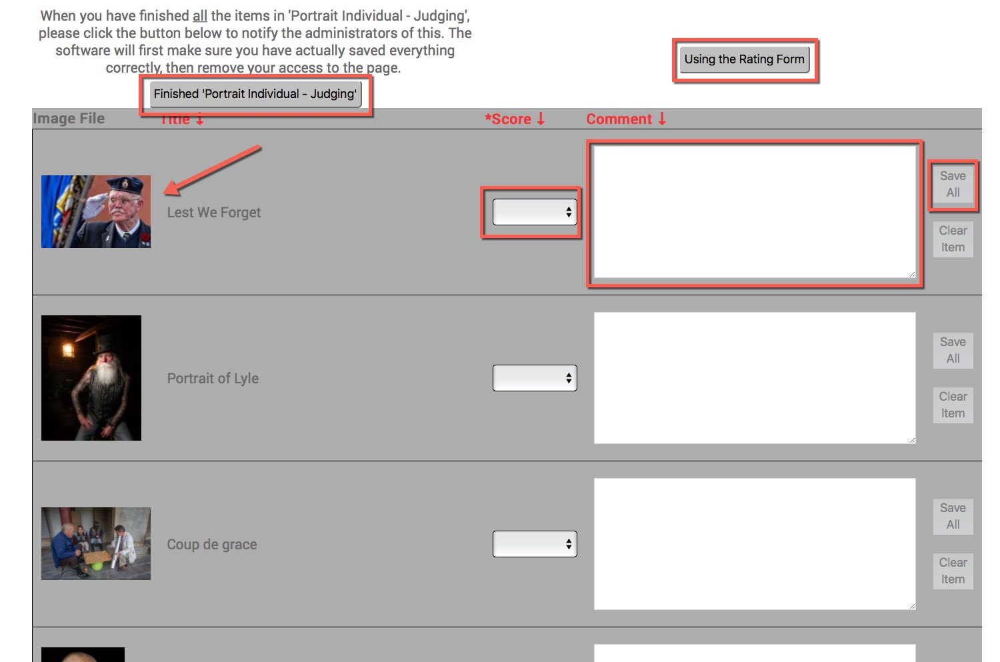 When you have finished all the items in 'Portrait Individual - Judging',
please click the button below to notify the administrators of this. The
software will first make sure you have actually saved everything
correctly, then remove your access to the page.
Using the Rating Form
Finished 'Portrait Individual - Judging'
Image File Title ↓ *Score ↓ Comment ↓
Lest We Forget
Save
All
Clear
Item
Portrait of Lyle
Save
All
Clear
Item
Coup de grace
Save
All
Clear
Item